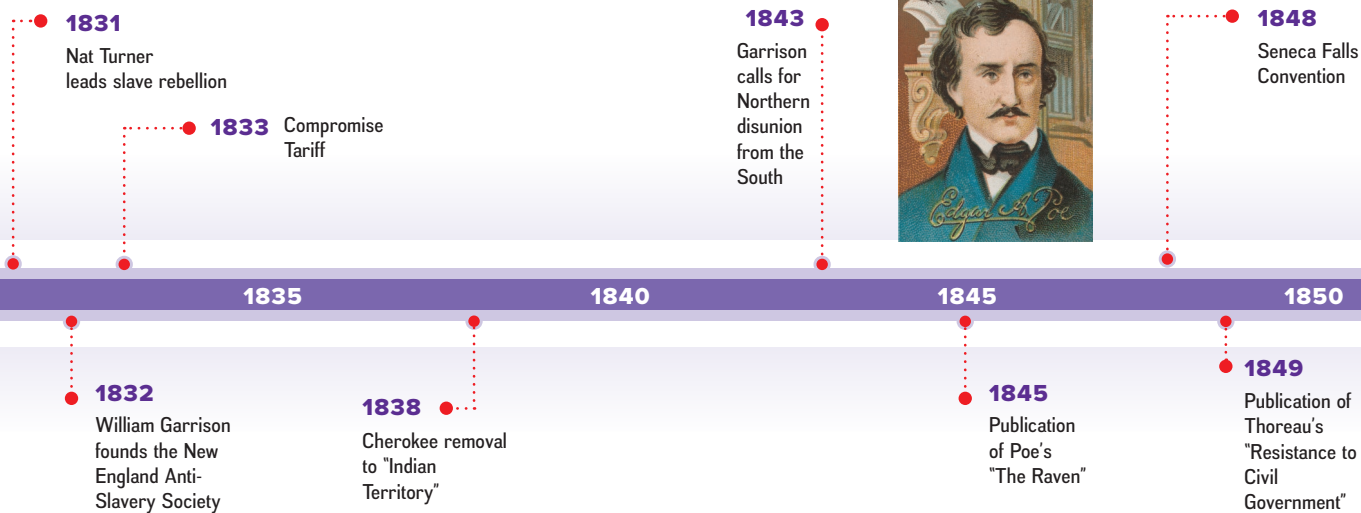 1831
Nat Turner
leads slave rebellion
1833 Compromise
Tariff
1843
Garrison
calls for
Northern
disunion
from the
South
Edgar A Poe
1848
Seneca Falls
Convention
1835 1840 1845 1850
1832
William Garrison
founds the New
England Anti-
Slavery Society
1838
Cherokee removal
to “Indian
Territory”
1845
Publication
of Poe’s
“The Raven”
1849
Publication of
Thoreau’s
“Resistance to
Civil
Government”